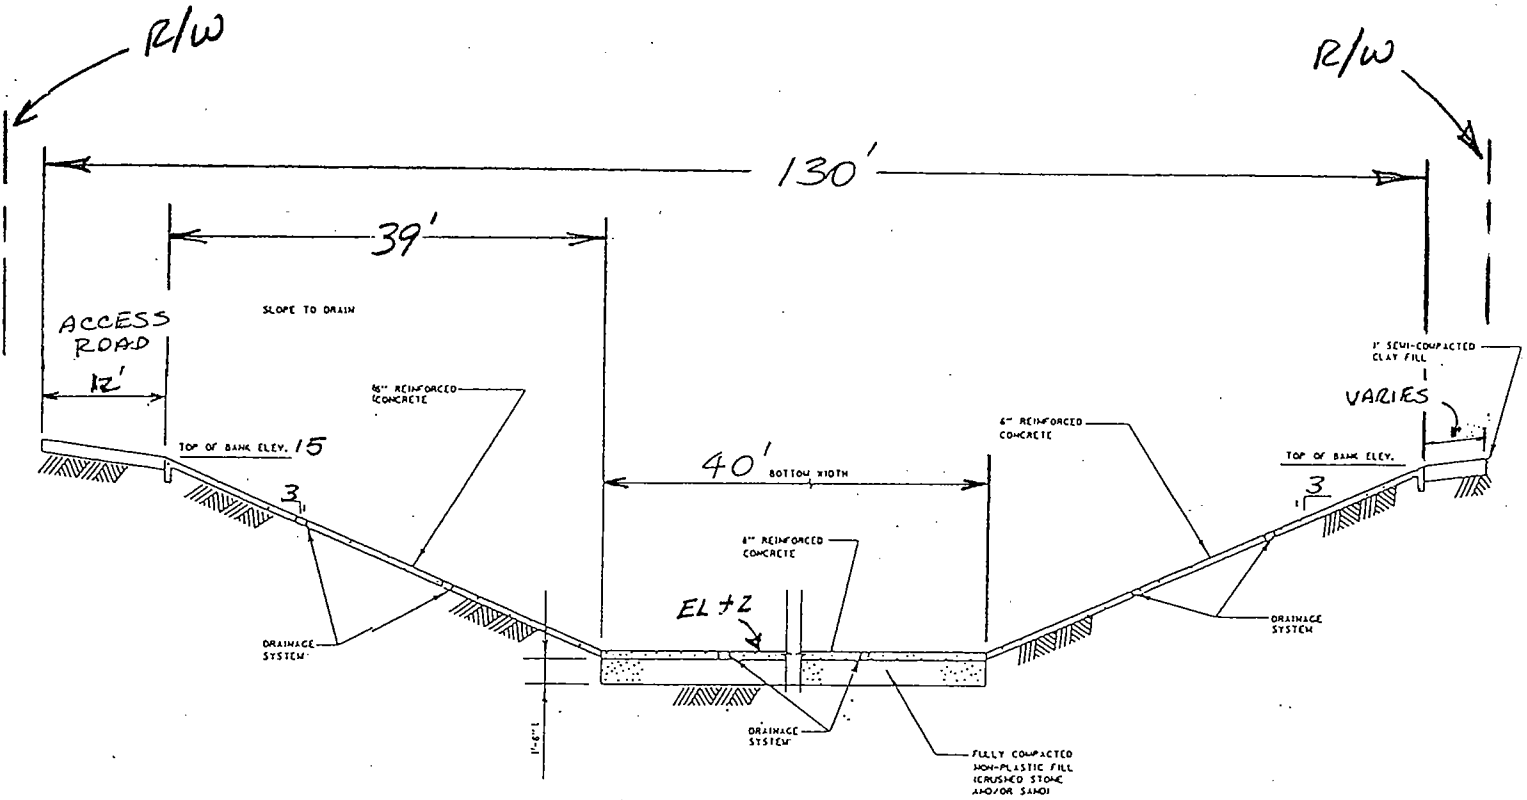 R/W
R/W
130'
39'
SLOPE TO DRAIN
ACCESS
ROAD
12'
6" REINFORCED
CONCRETE
1' SEMI-COMPACTED
CLAY FILL
VARIES
TOP OF BANK ELEV. 15
6" REINFORCED
CONCRETE
TOP OF BANK ELEV.
40' BOTTOM WIDTH
3
1
3
1
6" REINFORCED
CONCRETE
EL +2
DRAINAGE
SYSTEM
DRAINAGE
SYSTEM
1'-6"
DRAINAGE
SYSTEM
FULLY COMPACTED
NON-PLASTIC FILL
(CRUSHED STONE
AND/OR SAND)